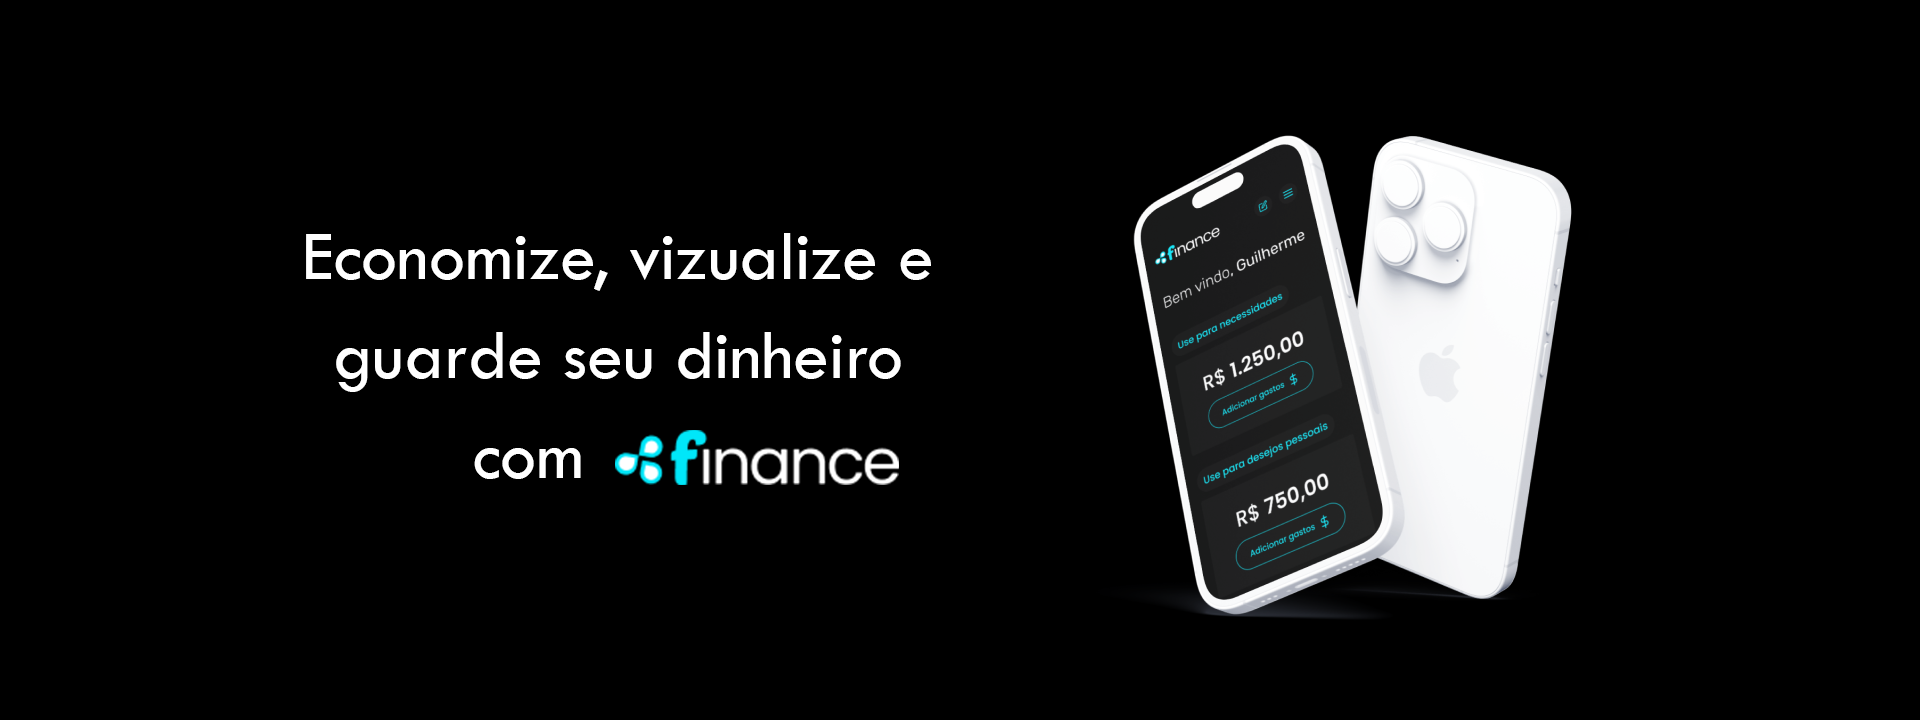 Economize, vizualize e
guarde seu dinheiro
com finance
finance
Bem vindo, Guilherme
Use para necessidades
R$ 1.250,00
Adicionar gastos $
Use para desejos pessoais
R$ 750,00
Adicionar gastos $